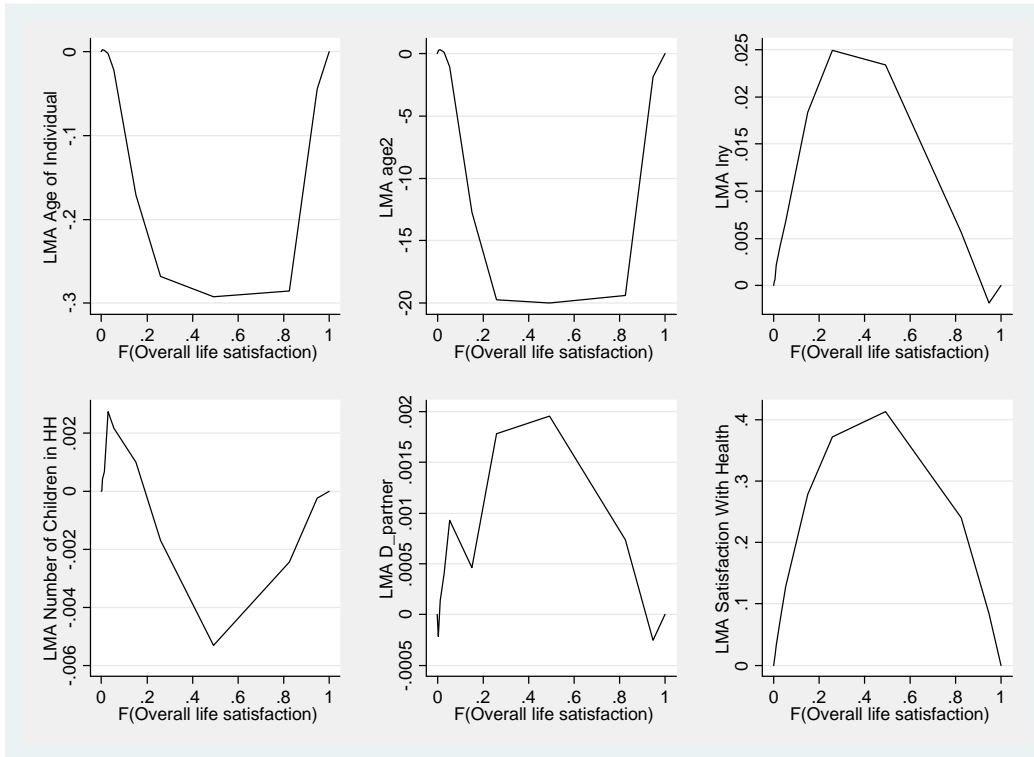 LMA Age of Individual
0
-.1
-.2
-.3
0 .2 .4 .6 .8 1
F(Overall life satisfaction)
LMA age2
0
-5
-10
-15
-20
0 .2 .4 .6 .8 1
F(Overall life satisfaction)
LMA lny
.025
.02
.015
.01
.005
0
0 .2 .4 .6 .8 1
F(Overall life satisfaction)
LMA Number of Children in HH
.002
0
-.002
-.004
-.006
0 .2 .4 .6 .8 1
F(Overall life satisfaction)
LMA D_partner
.002
.0015
.001
.0005
0
-.0005
0 .2 .4 .6 .8 1
F(Overall life satisfaction)
LMA Satisfaction With Health
.4
.3
.2
.1
0
0 .2 .4 .6 .8 1
F(Overall life satisfaction)